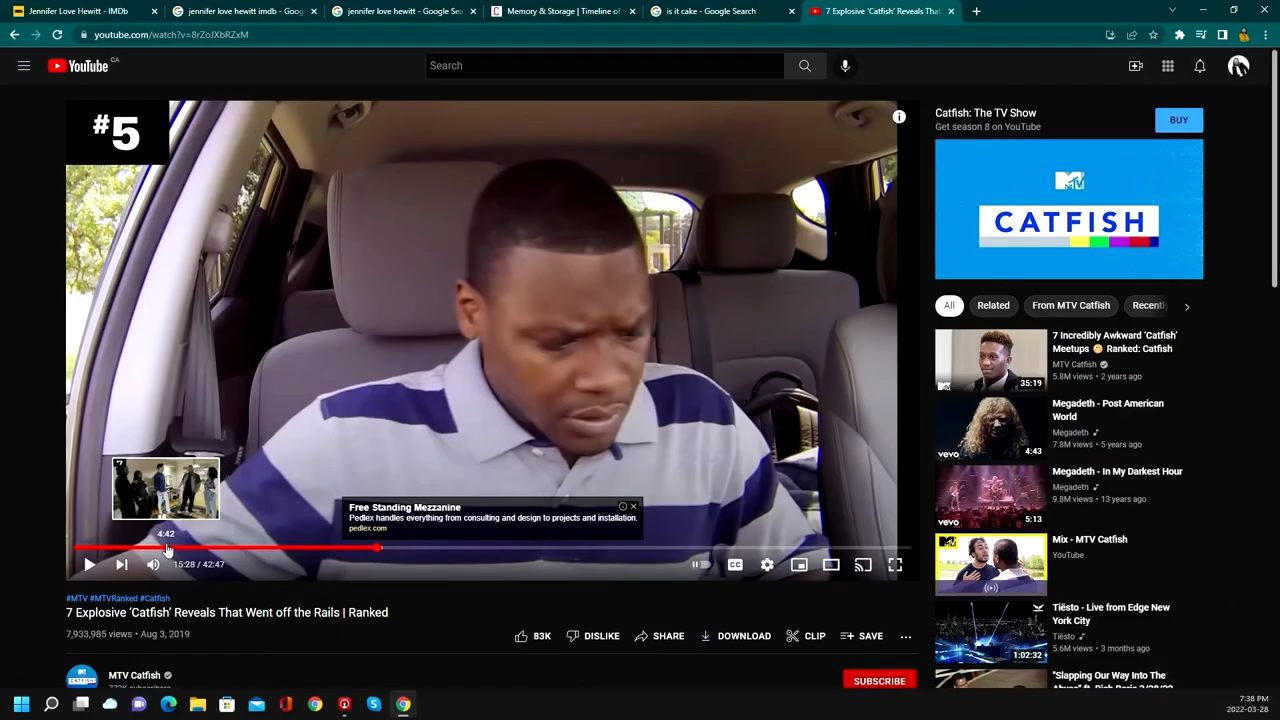 Jennifer Love Hewitt - IMDb
jennifer love hewitt imdb - Goog
jennifer love hewitt - Google Sea
Memory & Storage | Timeline of
is it cake - Google Search
7 Explosive 'Catfish' Reveals Tha
youtube.com/watch?v=8rZoJXbRZxM
YouTube CA
Search
#5
Catfish: The TV Show
Get season 8 on YouTube
BUY
MTV
CATFISH
All
Related
From MTV Catfish
Recently
7 Incredibly Awkward 'Catfish'
Meetups Ranked: Catfish
MTV Catfish
5.8M views • 2 years ago
35:19
Megadeth - Post American
World
Megadeth
7.8M views • 5 years ago
vevo
4:43
Megadeth - In My Darkest Hour
Megadeth
9.8M views • 13 years ago
vevo
5:13
Mix - MTV Catfish
YouTube
Tiësto - Live from Edge New
York City
Tiësto
5.6M views • 3 months ago
1:02:32
"Slapping Our Way Into The
Free Standing Mezzanine
Pedlex handles everything from consulting and design to projects and installation.
pedlex.com
4:42
15:28 / 42:47
CC
#MTV #MTVRanked #Catfish
7 Explosive 'Catfish' Reveals That Went off the Rails | Ranked
7,933,985 views • Aug 3, 2019
83K
DISLIKE
SHARE
DOWNLOAD
CLIP
SAVE
CATFISH
MTV Catfish
SUBSCRIBE
7:38 PM
2022-03-28